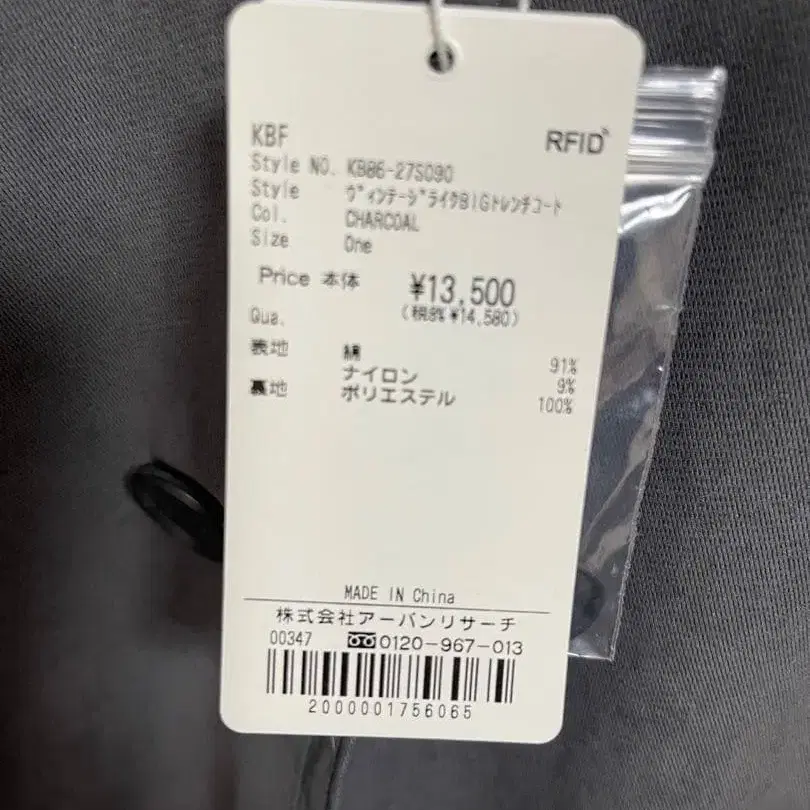 KBF
RFID
Style NO. KB86-27S090
Style ｳﾞｨﾝﾃｰｼﾞﾗｲｸBIGﾄﾚﾝﾁｺｰﾄ
Col. CHARCOAL
Size One
Price 本体 ¥13,500
(税8% ¥14,580)
Qua.
表地 綿 91%
ナイロン 9%
裏地 ポリエステル 100%
MADE IN China
株式会社アーバンリサーチ
00347 0120-967-013
2000001756065